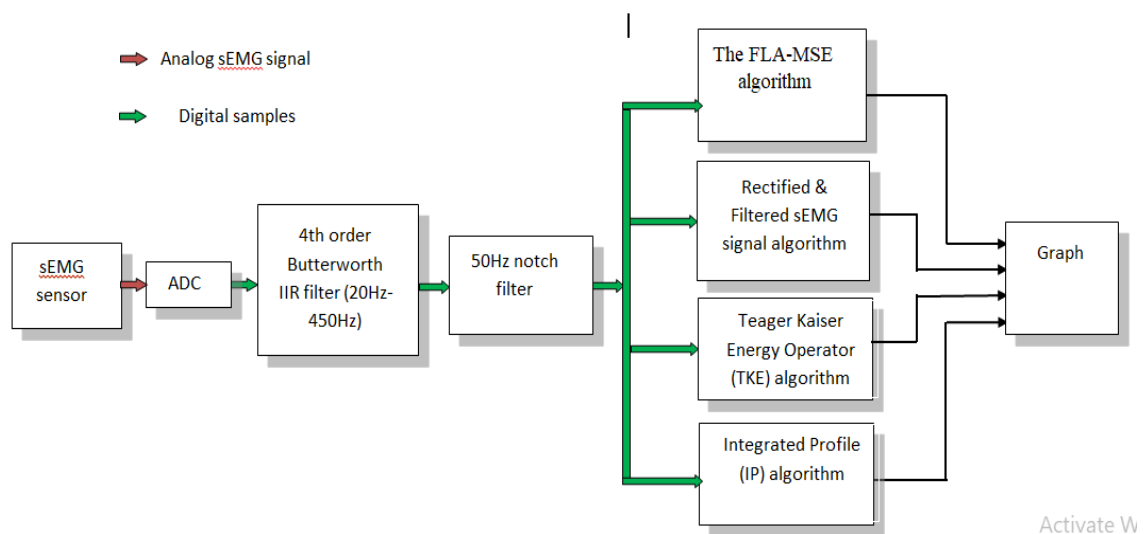 Analog sEMG signal
Digital samples
sEMG
sensor
ADC
4th order
Butterworth
IIR filter (20Hz-
450Hz)
50Hz notch
filter
The FLA-MSE
algorithm
Rectified &
Filtered sEMG
signal algorithm
Teager Kaiser
Energy Operator
(TKE) algorithm
Integrated Profile
(IP) algorithm
Graph
Activate W